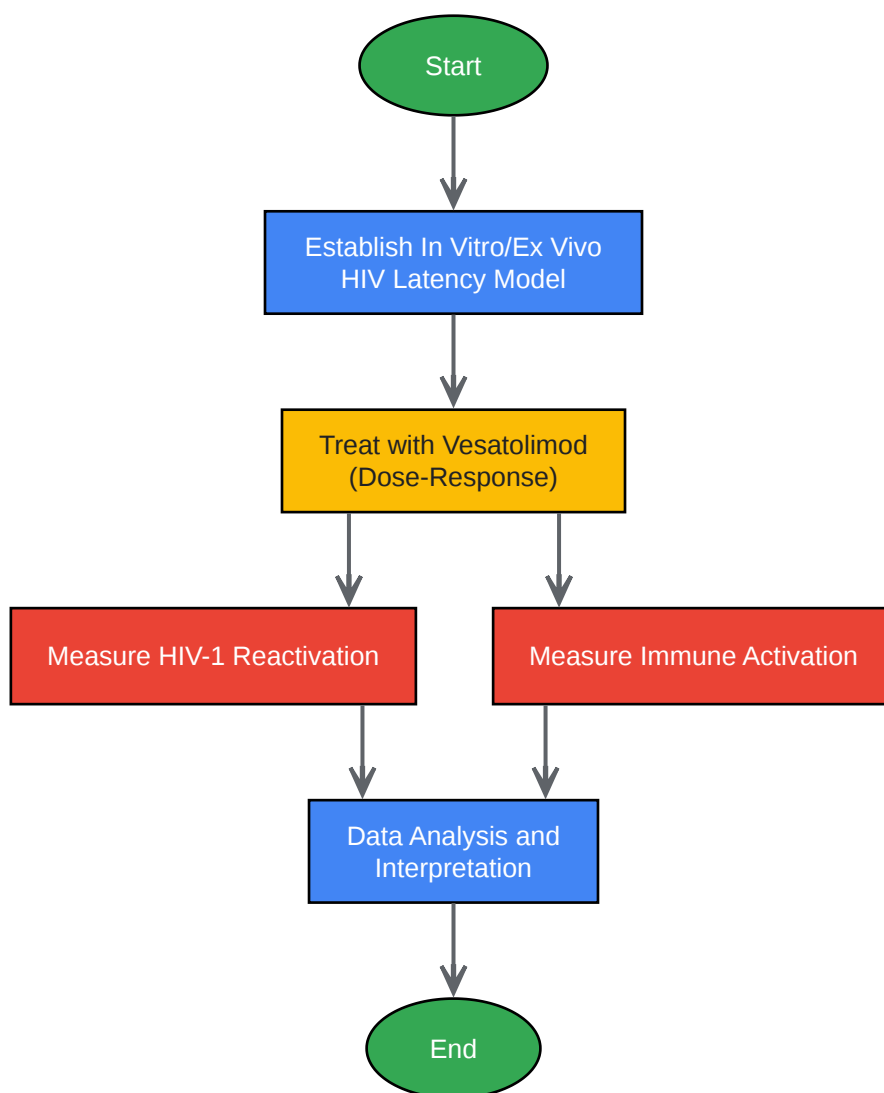 Start
Establish In Vitro/Ex Vivo
HIV Latency Model
Treat with Vesatolimod
(Dose-Response)
Measure HIV-1 Reactivation
Measure Immune Activation
Data Analysis and
Interpretation
End